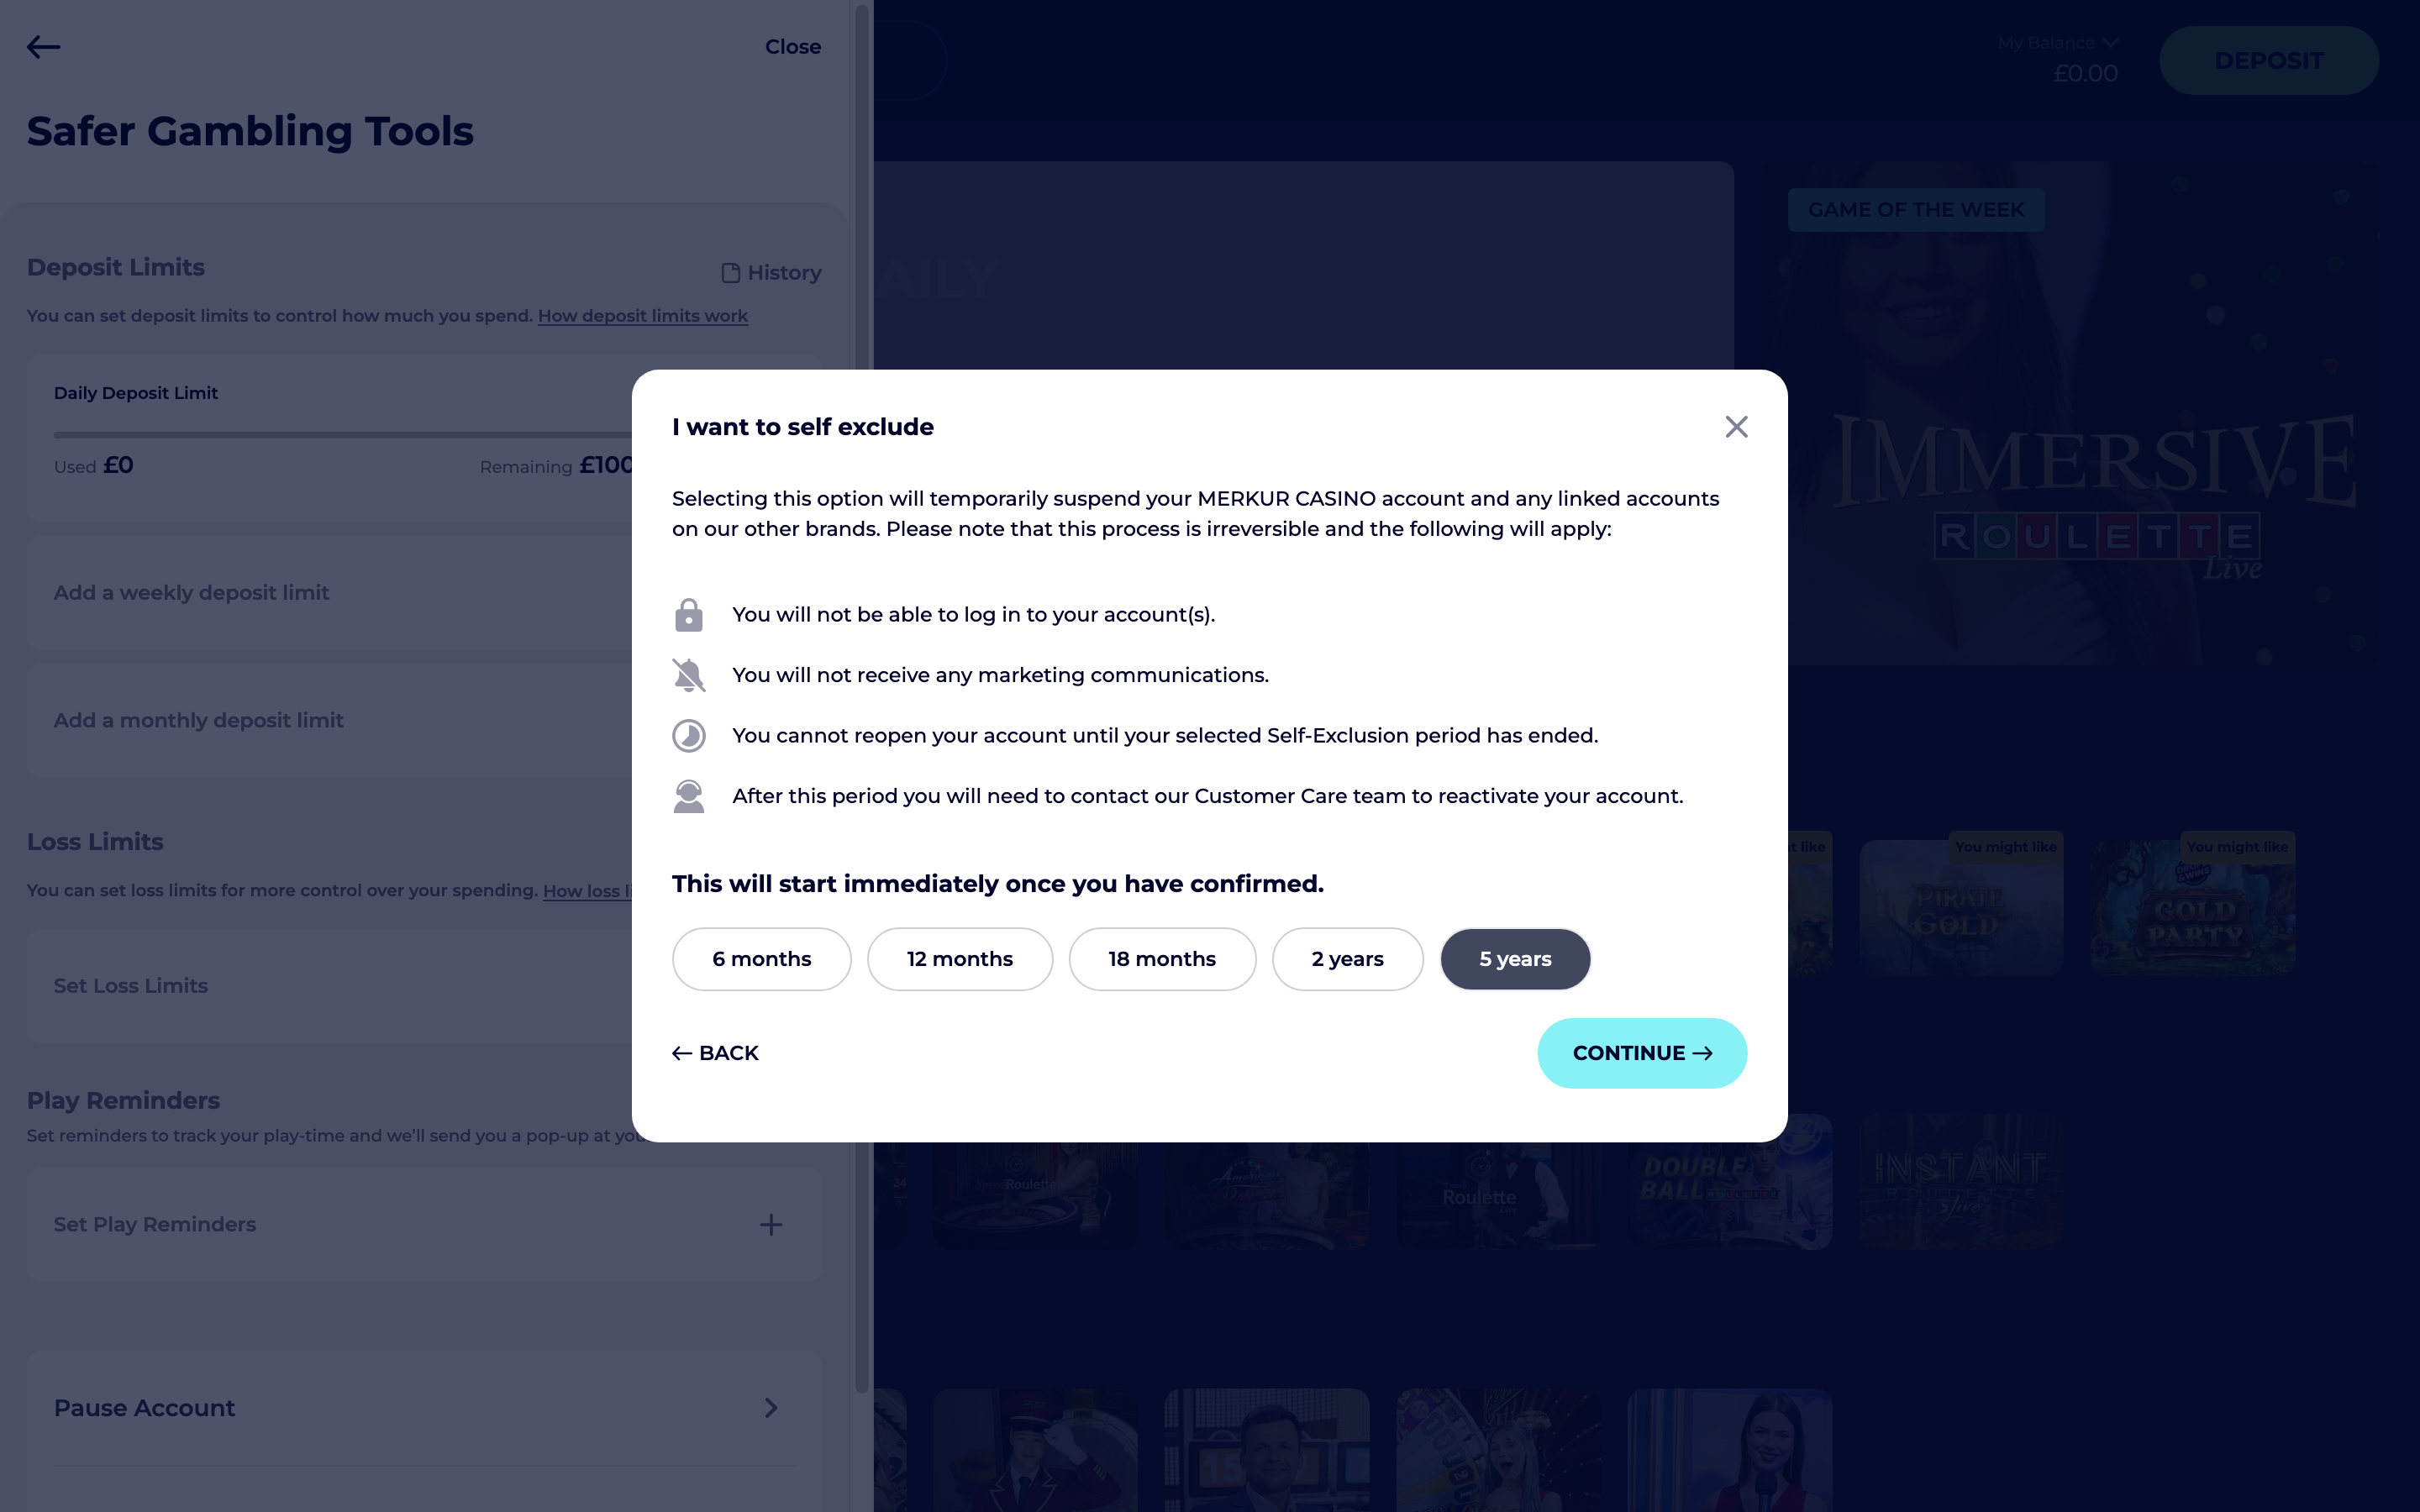 Close
My Balance
£0.00
DEPOSIT
Safer Gambling Tools
GAME OF THE WEEK
Deposit Limits
History
AILY
You can set deposit limits to control how much you spend. How deposit limits work
Daily Deposit Limit
Used £0
Remaining £100
IMMERSIVE
ROULETTE
Live
Add a weekly deposit limit
Add a monthly deposit limit
Loss Limits
You can set loss limits for more control over your spending. How loss li
Set Loss Limits
Play Reminders
Set reminders to track your play-time and we'll send you a pop-up at you
Set Play Reminders
Pause Account
I want to self exclude
Selecting this option will temporarily suspend your MERKUR CASINO account and any linked accounts
on our other brands. Please note that this process is irreversible and the following will apply:
You will not be able to log in to your account(s).
You will not receive any marketing communications.
You cannot reopen your account until your selected Self-Exclusion period has ended.
After this period you will need to contact our Customer Care team to reactivate your account.
This will start immediately once you have confirmed.
6 months
12 months
18 months
2 years
5 years
BACK
CONTINUE
t like
You might like
You might like
PIRATE
GOLD
GOLD
PARTY
24
Speed Roulette
American
Roulette
Live
DOUBLE
BALL
ROULETTE
INSTANT
ROULETTE
Live